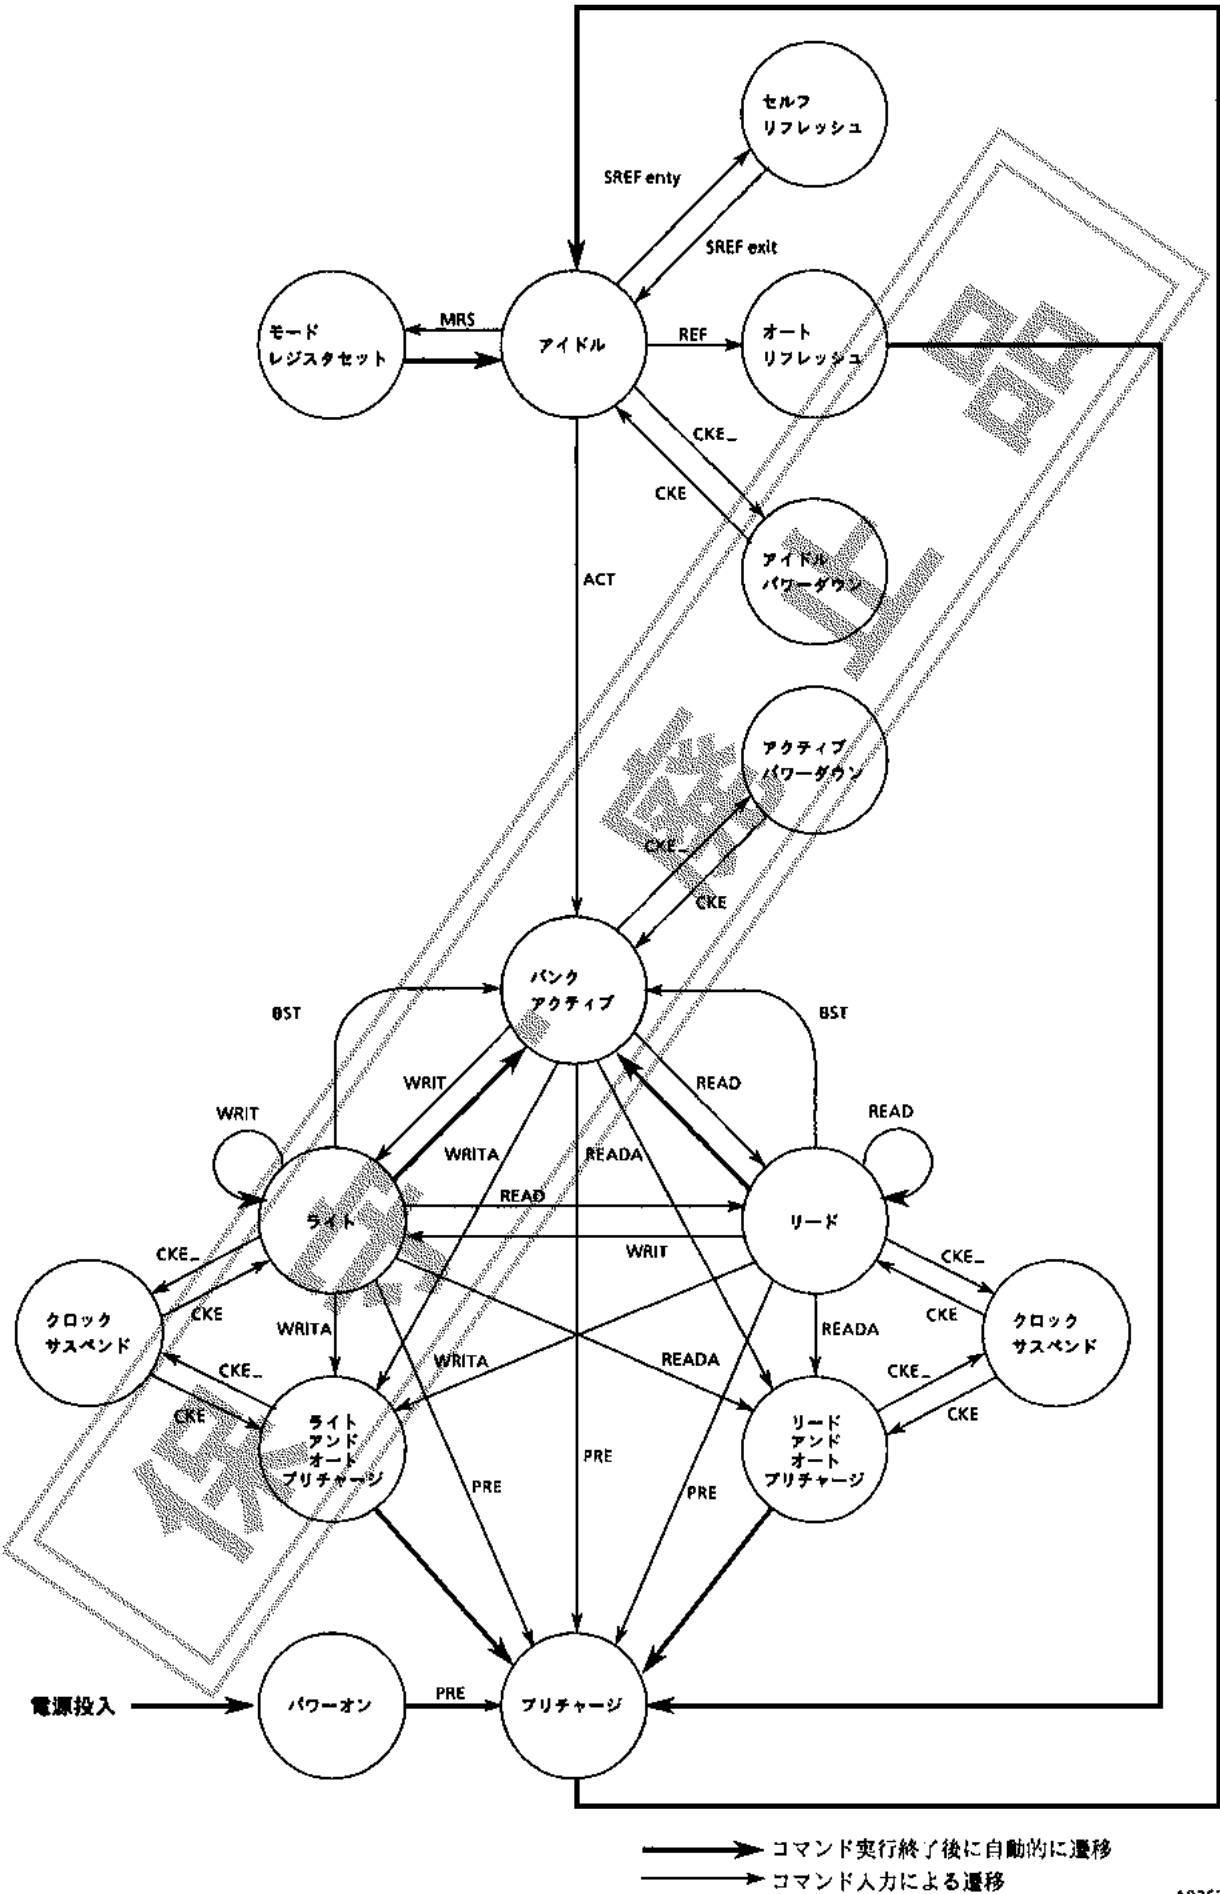 セルフ
リフレッシュ
SREF enty
SREF exit
モード
レジスタセット
MRS
アイドル
REF
オート
リフレッシュ
CKE_
CKE
アイドル
パワーダウン
ACT
アクティブ
パワーダウン
CKE_
CKE
バンク
アクティブ
BST
BST
WRIT
READ
WRIT
READ
WRITA
READA
READ
ライト
リード
WRIT
CKE_
CKE_
CKE
CKE
クロック
サスペンド
クロック
サスペンド
WRITA
READA
WRITA
READA
CKE_
CKE_
CKE
CKE
ライト
アンド
オート
プリチャージ
リード
アンド
オート
プリチャージ
PRE
PRE
PRE
電源投入
パワーオン
PRE
プリチャージ
コマンド実行終了後に自動的に遷移
コマンド入力による遷移